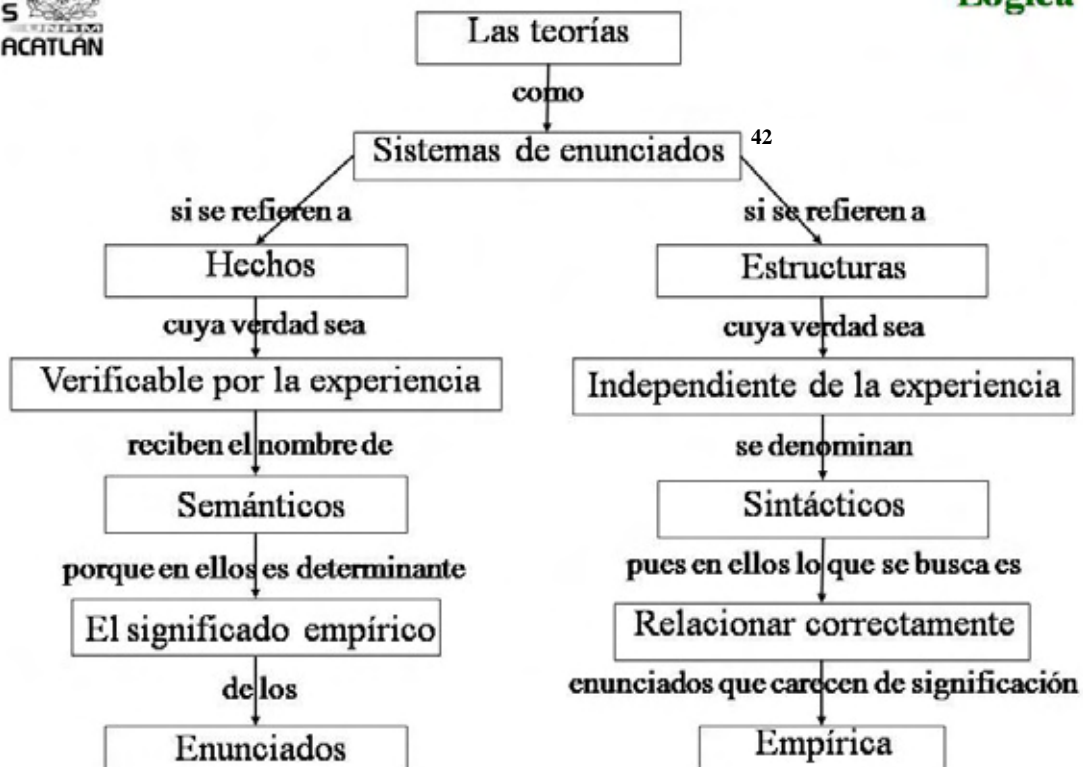 S
UNAM
ACATLÁN
Lógica
Las teorías
como
Sistemas de enunciados 42
si se refieren a
si se refieren a
Hechos
Estructuras
cuya verdad sea
cuya verdad sea
Verificable por la experiencia
Independiente de la experiencia
reciben el nombre de
se denominan
Semánticos
Sintácticos
porque en ellos es determinante
pues en ellos lo que se busca es
El significado empírico
Relacionar correctamente
de los
enunciados que carecen de significación
Enunciados
Empírica